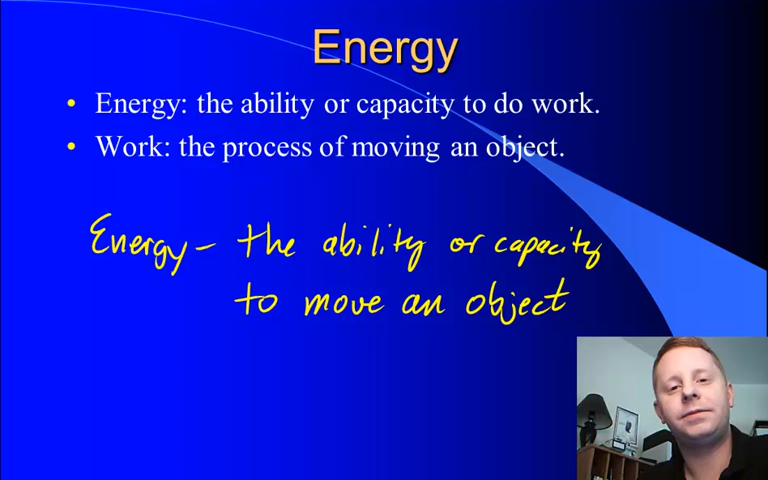 Energy
• Energy: the ability or capacity to do work.
• Work: the process of moving an object.
Energy – the ability or capacity
to move an object